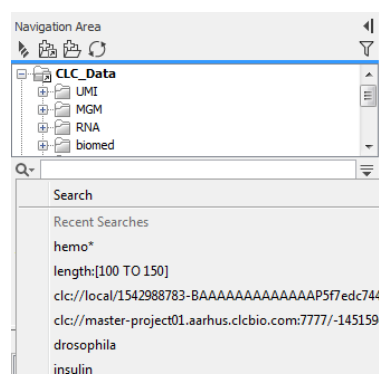 Navigation Area
CLC_Data
UMI
MGM
RNA
biomed
Search
Recent Searches
hemo*
length:[100 TO 150]
clc://local/1542988783-BAAAAAAAAAAAAAP5f7edc744
clc://master-project01.aarhus.clcbio.com:7777/-145159
drosophila
insulin